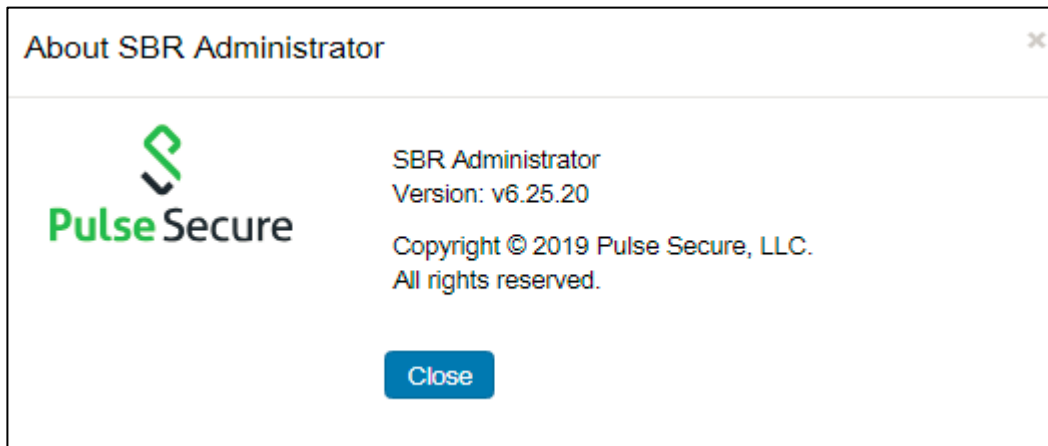 About SBR Administrator
Pulse Secure
SBR Administrator
Version: v6.25.20
Copyright © 2019 Pulse Secure, LLC.
All rights reserved.
Close